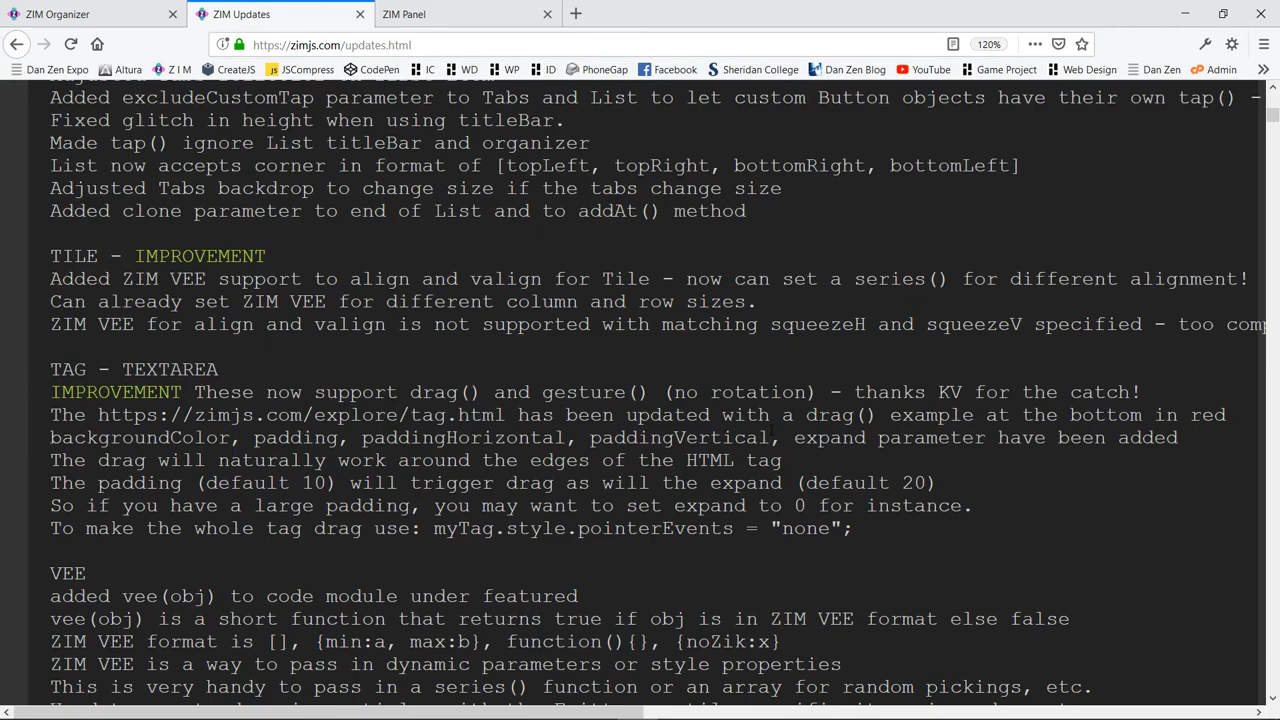 ZIM Organizer
ZIM Updates
ZIM Panel
https://zimjs.com/updates.html
120%
Dan Zen Expo
Altura
Z I M
CreateJS
JSCompress
CodePen
IC
WD
WP
ID
PhoneGap
Facebook
Sheridan College
Dan Zen Blog
YouTube
Game Project
Web Design
Dan Zen
Admin
Added excludeCustomTap parameter to Tabs and List to let custom Button objects have their own tap() -
Fixed glitch in height when using titleBar.
Made tap() ignore List titleBar and organizer
List now accepts corner in format of [topLeft, topRight, bottomRight, bottomLeft]
Adjusted Tabs backdrop to change size if the tabs change size
Added clone parameter to end of List and to addAt() method
TILE - IMPROVEMENT
Added ZIM VEE support to align and valign for Tile - now can set a series() for different alignment!
Can already set ZIM VEE for different column and row sizes.
ZIM VEE for align and valign is not supported with matching squeezeH and squeezeV specified - too comp
TAG - TEXTAREA
IMPROVEMENT These now support drag() and gesture() (no rotation) - thanks KV for the catch!
The https://zimjs.com/explore/tag.html has been updated with a drag() example at the bottom in red
backgroundColor, padding, paddingHorizontal, paddingVertical, expand parameter have been added
The drag will naturally work around the edges of the HTML tag
The padding (default 10) will trigger drag as will the expand (default 20)
So if you have a large padding, you may want to set expand to 0 for instance.
To make the whole tag drag use: myTag.style.pointerEvents = "none";
VEE
added vee(obj) to code module under featured
vee(obj) is a short function that returns true if obj is in ZIM VEE format else false
ZIM VEE format is [], {min:a, max:b}, function(){}, {noZik:x}
ZIM VEE is a way to pass in dynamic parameters or style properties
This is very handy to pass in a series() function or an array for random pickings, etc.